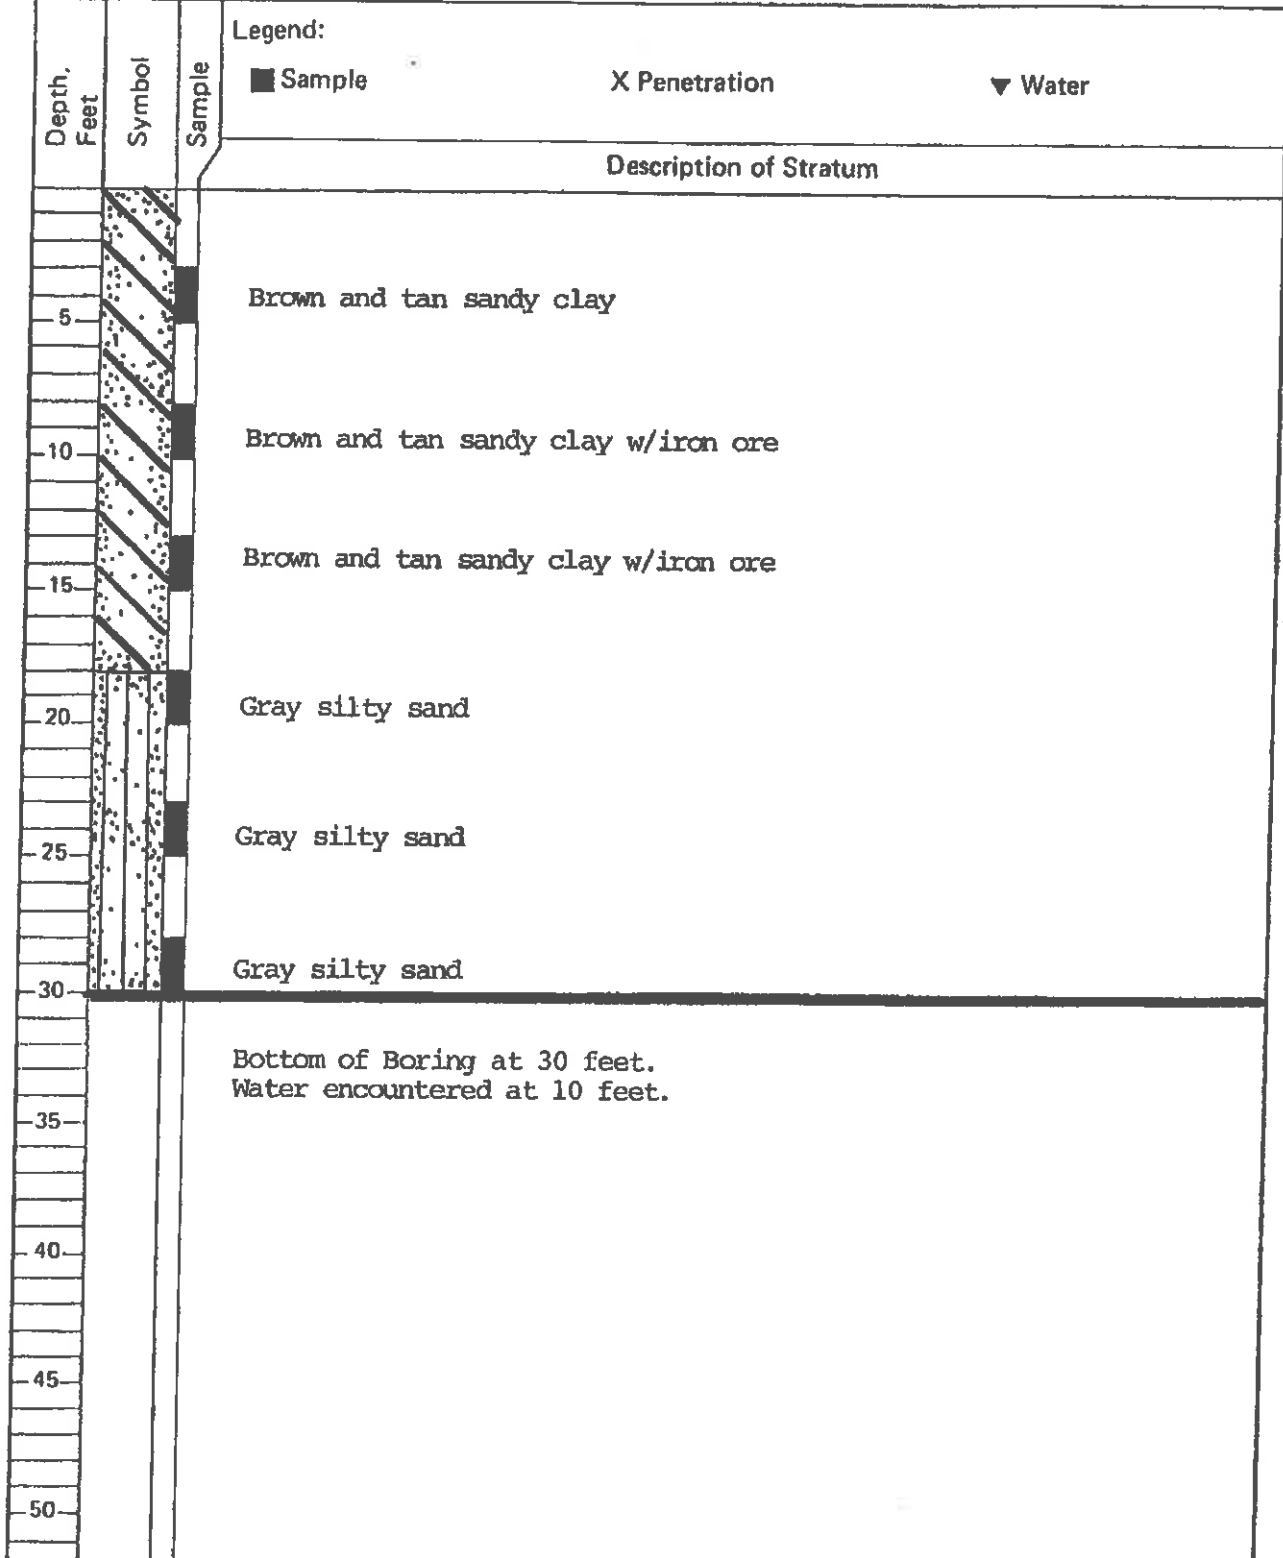 Depth,
Feet
Symbol
Sample
Legend:
■ Sample
X Penetration
▼ Water
Description of Stratum
Brown and tan sandy clay
5
Brown and tan sandy clay w/iron ore
10
Brown and tan sandy clay w/iron ore
15
Gray silty sand
20
Gray silty sand
25
Gray silty sand
30
Bottom of Boring at 30 feet.
Water encountered at 10 feet.
35
40
45
50